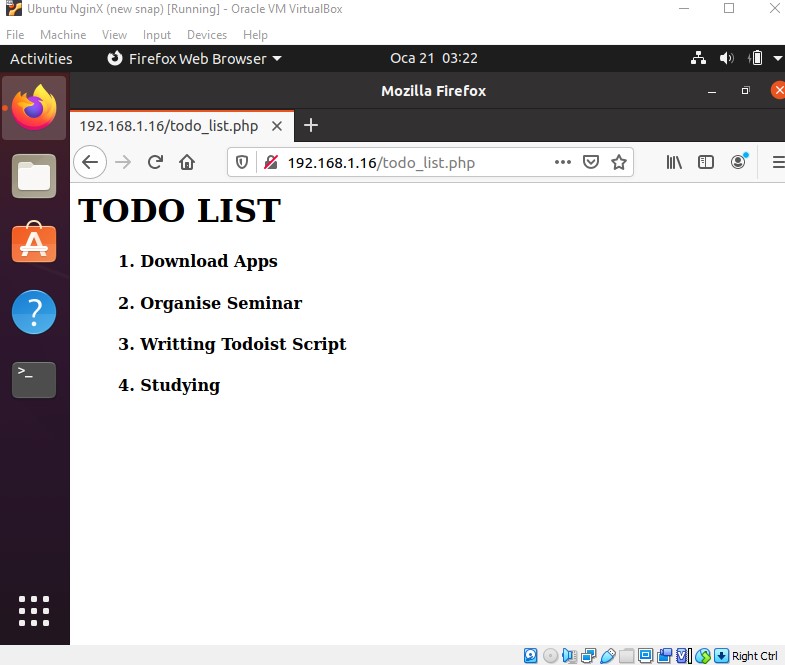 Ubuntu NginX (new snap) [Running] - Oracle VM VirtualBox
File Machine View Input Devices Help
Activities Firefox Web Browser Oca 21 03:22
Mozilla Firefox
192.168.1.16/todo_list.php
192.168.1.16/todo_list.php
TODO LIST
1. Download Apps
2. Organise Seminar
3. Writting Todoist Script
4. Studying
Right Ctrl